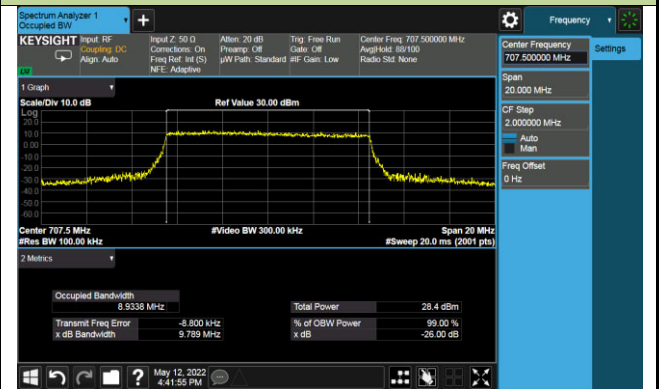 Spectrum Analyzer 1
Occupied BW
+
Frequency
KEYSIGHT
Input: RF
Coupling: DC
Align: Auto
Input Z: 50 Ω
Corrections: On
Freq Ref: Int (S)
NFE: Adaptive
Atten: 20 dB
Preamp: Off
µW Path: Standard
Trig: Free Run
Gate: Off
#IF Gain: Low
Center Freq: 707.500000 MHz
Avg|Hold: 88/100
Radio Std: None
Center Frequency
707.500000 MHz
Settings
Span
20.000 MHz
CF Step
2.000000 MHz
Auto
Man
Freq Offset
0 Hz
1 Graph
Scale/Div 10.0 dB
Ref Value 30.00 dBm
Log
20.0
10.0
0.00
-10.0
-20.0
-30.0
-40.0
-50.0
-60.0
Center 707.5 MHz
#Video BW 300.00 kHz
Span 20 MHz
#Res BW 100.00 kHz
#Sweep 20.0 ms (2001 pts)
2 Metrics
Occupied Bandwidth
8.9338 MHz
Total Power
28.4 dBm
Transmit Freq Error
-8.800 kHz
% of OBW Power
99.00 %
x dB Bandwidth
9.789 MHz
x dB
-26.00 dB
?
May 12, 2022
4:41:55 PM